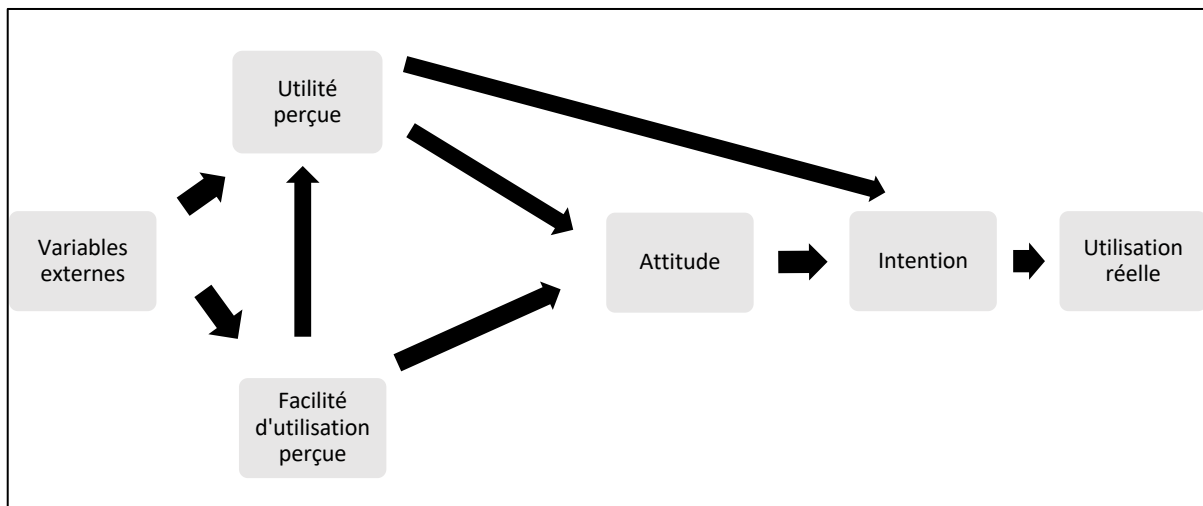 Utilité
perçue
Variables
externes
Attitude
Intention
Utilisation
réelle
Facilité
d'utilisation
perçue